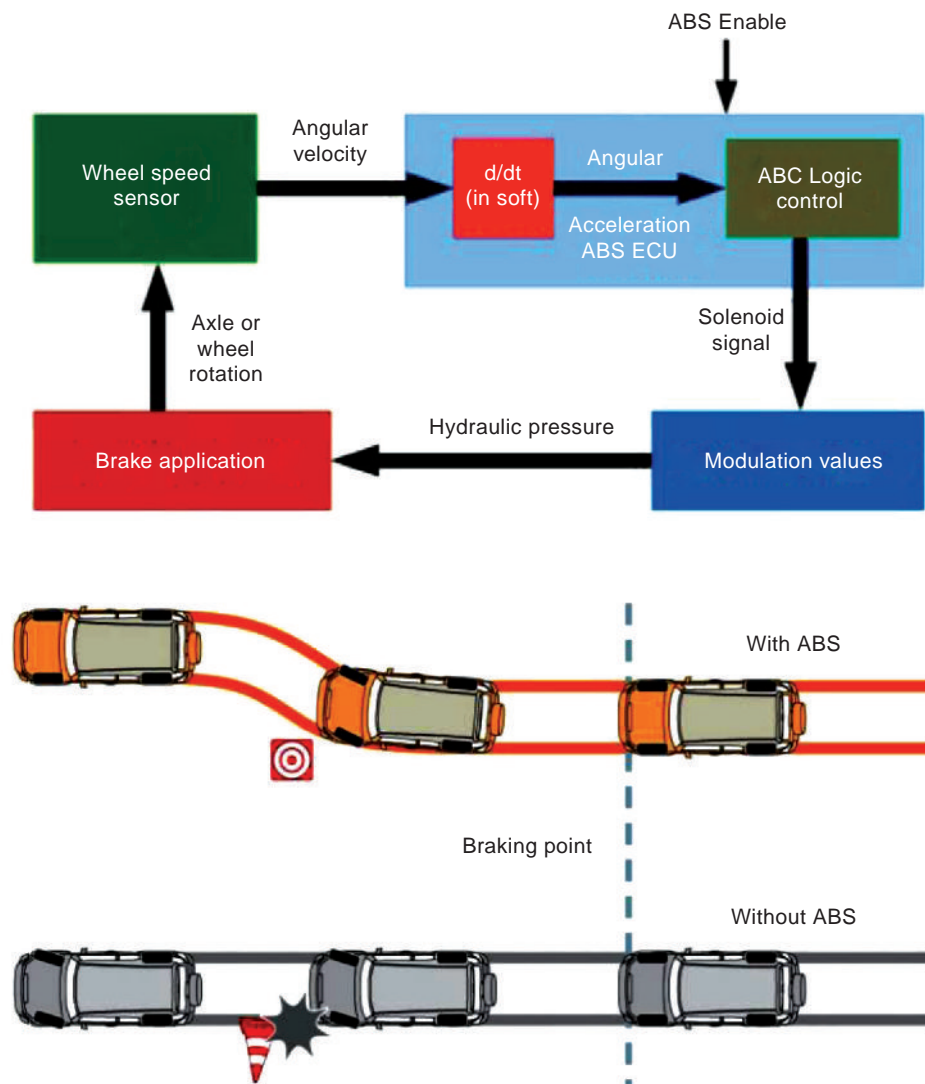 ABS Enable
Wheel speed
sensor
Angular
velocity
d/dt
(in soft)
Angular
Acceleration
ABS ECU
ABC Logic
control
Axle or
wheel
rotation
Solenoid
signal
Brake application
Hydraulic pressure
Modulation values
With ABS
Braking point
Without ABS